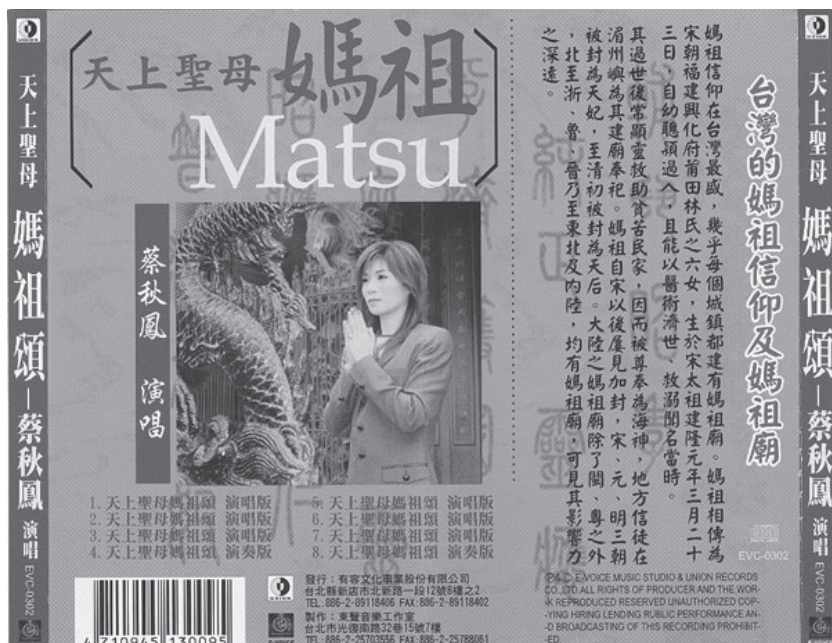 天上聖母 媽祖頌－蔡秋鳳 演唱 EVC-0302
天上聖母 媽祖
Matsu
蔡秋鳳 演唱
1. 天上聖母媽祖頌 演唱版
2. 天上聖母媽祖頌 演唱版
3. 天上聖母媽祖頌 演唱版
4. 天上聖母媽祖頌 演奏版
5. 天上聖母媽祖頌 演唱版
6. 天上聖母媽祖頌 演唱版
7. 天上聖母媽祖頌 演唱版
8. 天上聖母媽祖頌 演奏版
台灣的媽祖信仰及媽祖廟
媽祖信仰在台灣最盛，幾乎每個城鎮都建有媽祖廟。媽祖相傳為
宋朝福建興化府莆田林氏之六女，生於宋太祖建隆元年三月二十
三日，自幼聰穎過人，且能以醫術濟世，救溺聞名當時。
其過世後常顯靈救助貧苦民家，因而被尊奉為海神，地方信徒在
湄州嶼為其建廟奉祀。媽祖自宋以後屢見加封，宋、元、明三朝
被封為天妃，至清初被封為天后。大陸之媽祖廟除了閩、粵之外
，北至浙、魯、晉乃至東北及內陸，均有媽祖廟，可見其影響力
之深遠。
EVC-0302
4 710945 130095
發行：有容文化事業股份有限公司
台北縣新店市北新路一段12號8樓之2
TEL:886-2-89118406 FAX:886-2-89118402
製作：東聲音樂工作室
台北市光復南路32巷15號7樓
TEL:886-2-25703556 FAX:886-2-25788061
P&C E-VOICE MUSIC STUDIO & UNION RECORDS
CO.,LTD.ALL RIGHTS OF PRODUCER AND THE WOR-
-K REPRODUCED RESERVED UNAUTHORIZED COP-
-YING HIRING LENDING RUBLIC PERFORMANCE AN-
-D BROADCASTING OF THIS RECORDING PROHIBIT-
-ED.
天上聖母 媽祖頌－蔡秋鳳 演唱 EVC-0302